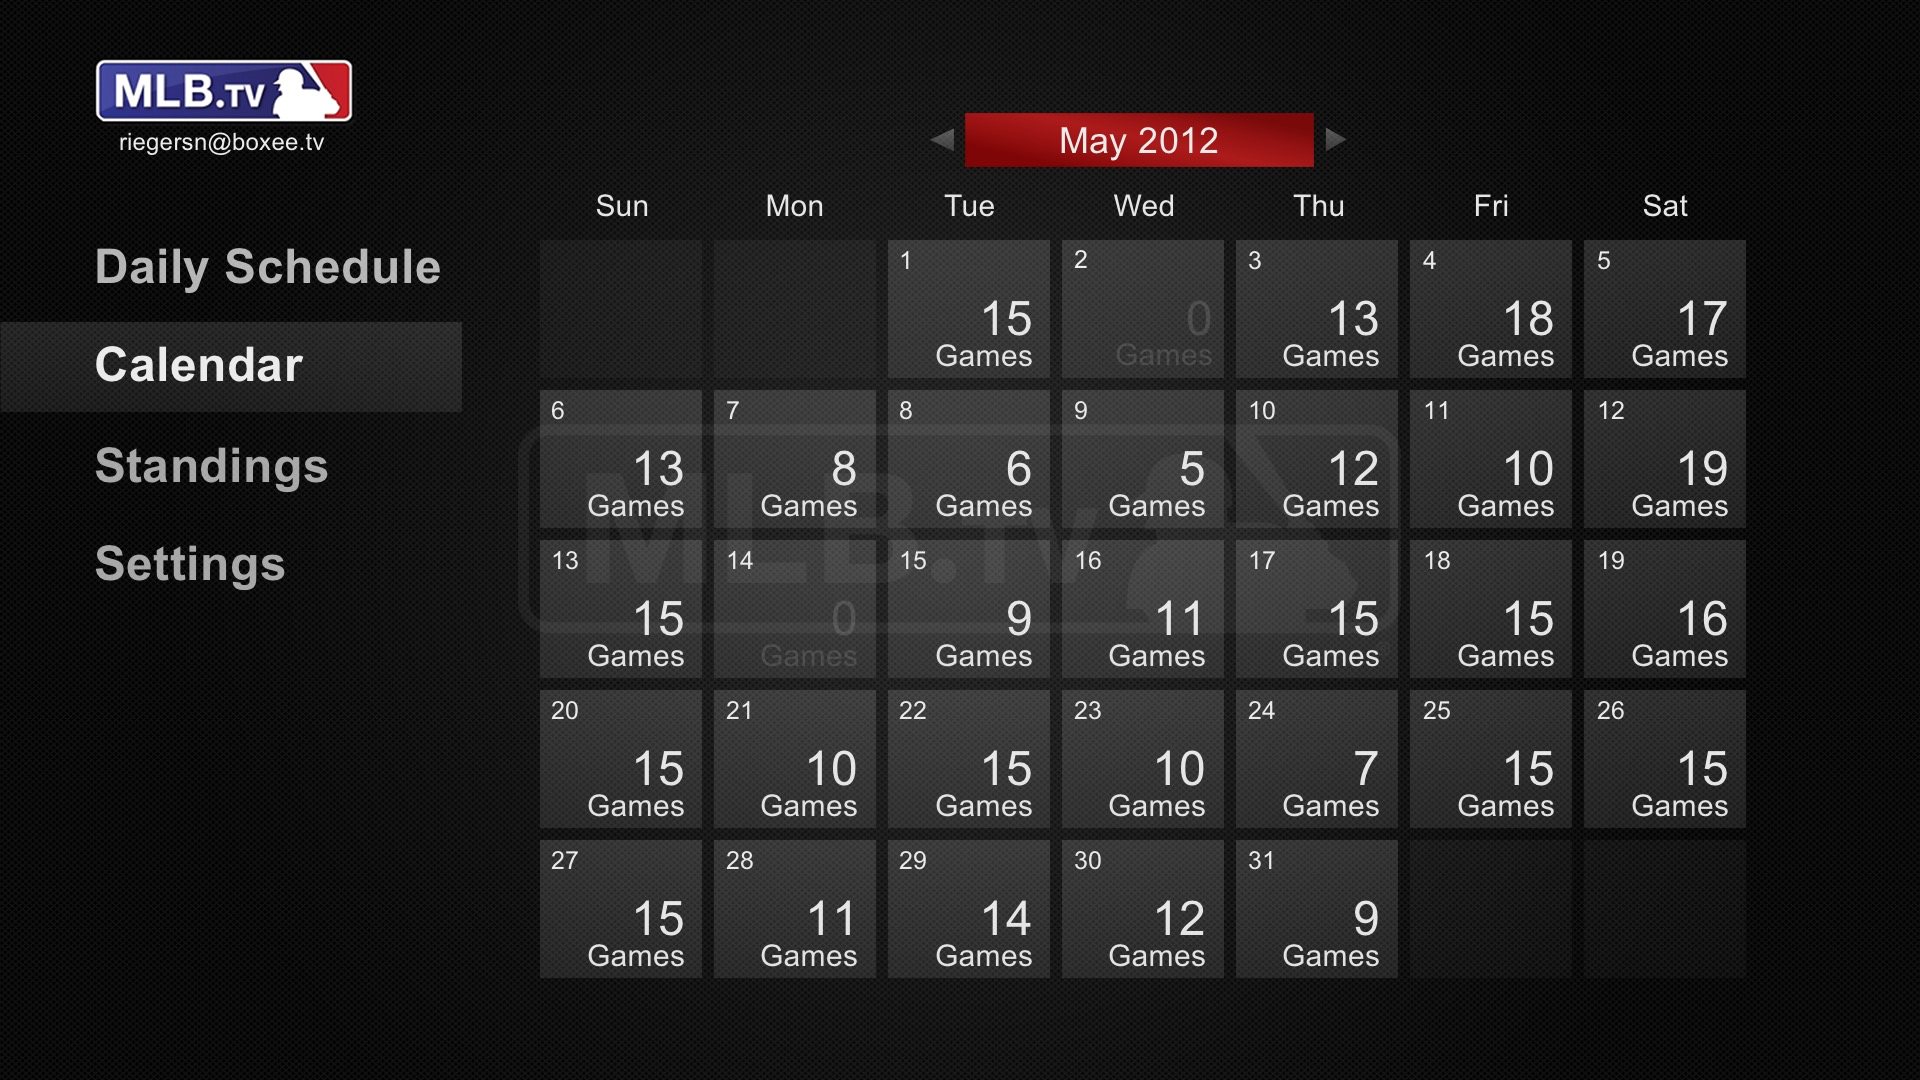 MLB.TV
riegersn@boxee.tv
Daily Schedule
Calendar
Standings
Settings
May 2012
Sun Mon Tue Wed Thu Fri Sat
1 2 3 4 5
15 0 13 18 17
Games Games Games Games Games
6 7 8 9 10 11 12
13 8 6 5 12 10 19
Games Games Games Games Games Games Games
MLB.TV
13 14 15 16 17 18 19
15 0 9 11 15 15 16
Games Games Games Games Games Games Games
20 21 22 23 24 25 26
15 10 15 10 7 15 15
Games Games Games Games Games Games Games
27 28 29 30 31
15 11 14 12 9
Games Games Games Games Games